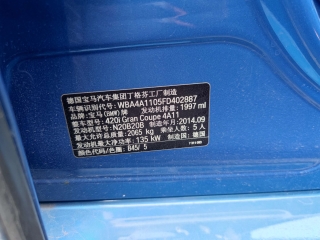 德国宝马汽车集团丁格芬工厂制造
车辆识别代号: WBA4A1105FD402887
品牌: 宝马(BMW)牌 发动机排量: 1997 ml
型号: 420i Gran Coupe 4A11
发动机型号: N20B20B 制造年月: 2014.09
最大允许总质量: 2065 kg 乘坐人数: 5 人
发动机最大净功率: 135 kW 制造国: 德国
颜色代码/色漆: B45/ 5